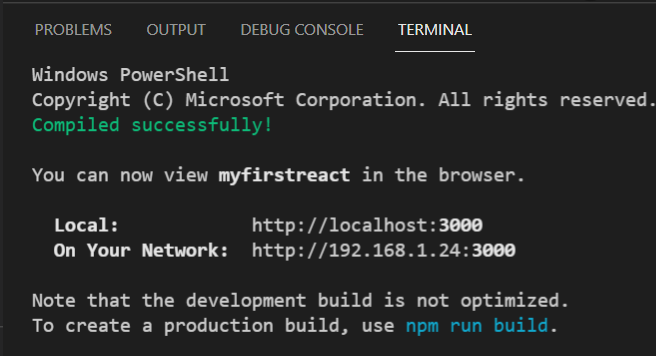 PROBLEMS OUTPUT DEBUG CONSOLE TERMINAL
Windows PowerShell
Copyright (C) Microsoft Corporation. All rights reserved.
Compiled successfully!
You can now view myfirstreact in the browser.
Local: http://localhost:3000
On Your Network: http://192.168.1.24:3000
Note that the development build is not optimized.
To create a production build, use npm run build.